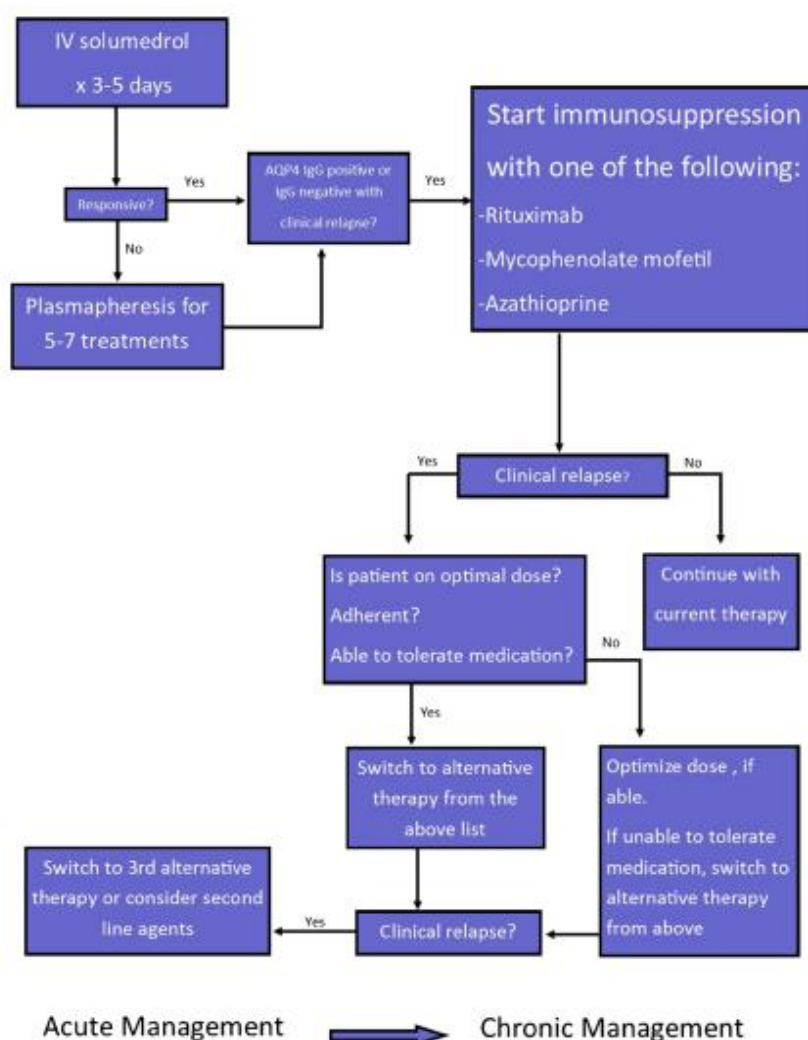 IV solumedrol
x 3-5 days
Responsive?
Yes
No
Plasmapheresis for
5-7 treatments
AQP4 IgG positive or
IgG negative with
clinical relapse?
Yes
Start immunosuppression
with one of the following:
-Rituximab
-Mycophenolate mofetil
-Azathioprine
Clinical relapse?
Yes
No
Continue with
current therapy
Is patient on optimal dose?
Adherent?
Able to tolerate medication?
Yes
No
Switch to alternative
therapy from the
above list
Optimize dose , if
able.
If unable to tolerate
medication, switch to
alternative therapy
from above
Clinical relapse?
Yes
Switch to 3rd alternative
therapy or consider second
line agents
Acute Management
Chronic Management